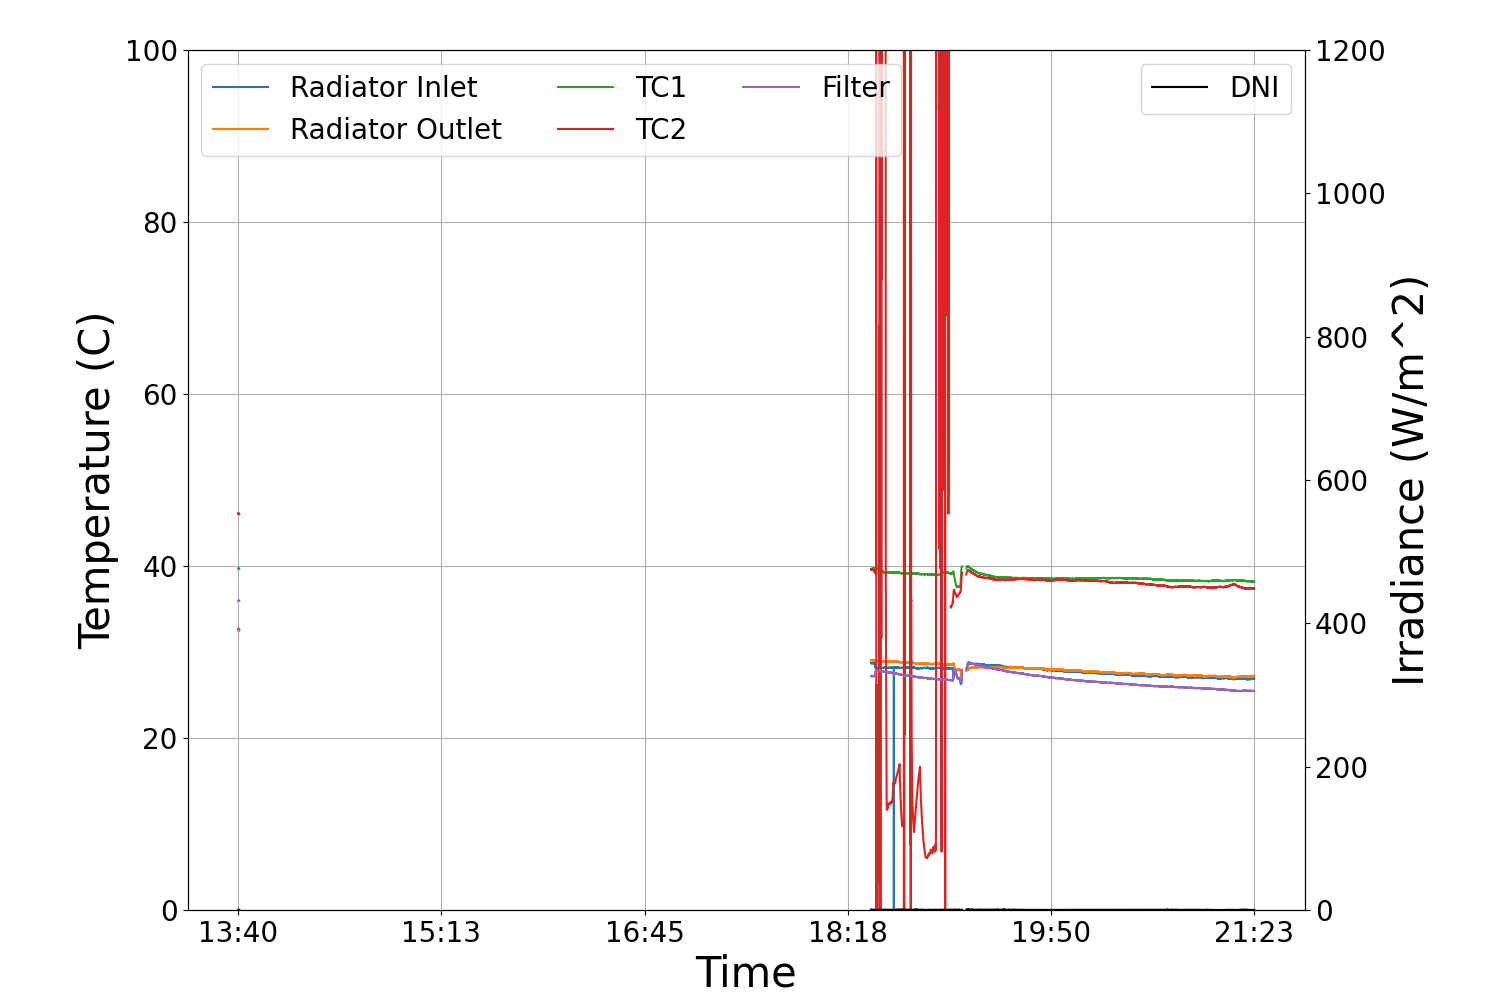 100
80
60
40
20
0
Temperature (C)
Radiator Inlet
Radiator Outlet
TC1
TC2
Filter
DNI
1200
1000
800
600
400
200
0
Irradiance (W/m^2)
13:40
15:13
16:45
18:18
19:50
21:23
Time